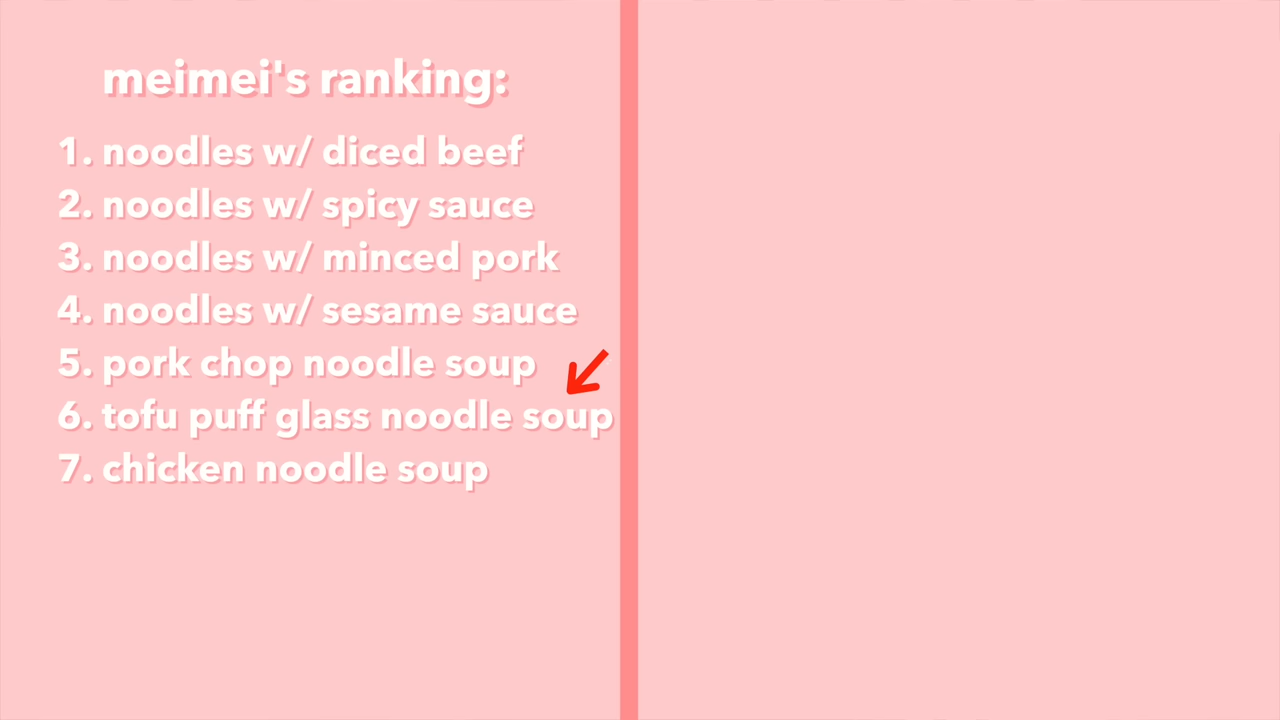 meimei's ranking:
1. noodles w/ diced beef
2. noodles w/ spicy sauce
3. noodles w/ minced pork
4. noodles w/ sesame sauce
5. pork chop noodle soup
6. tofu puff glass noodle soup
7. chicken noodle soup